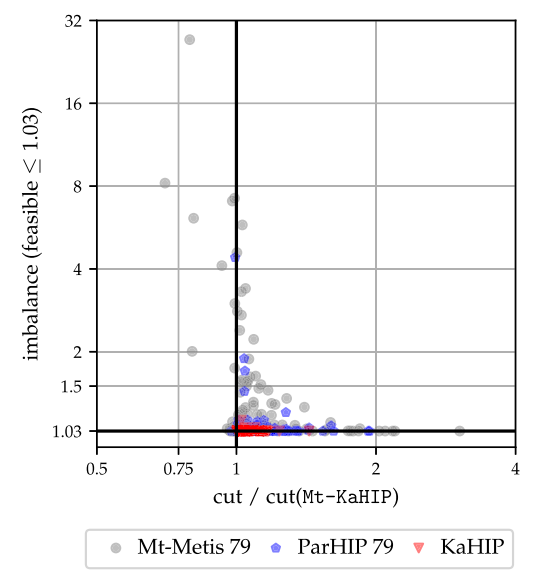 imbalance (feasible ≤ 1.03)
32
16
8
4
2
1.5
1.03
0.5 0.75 1 2 4
cut / cut(Mt-KaHIP)
Mt-Metis 79 ParHIP 79 KaHIP